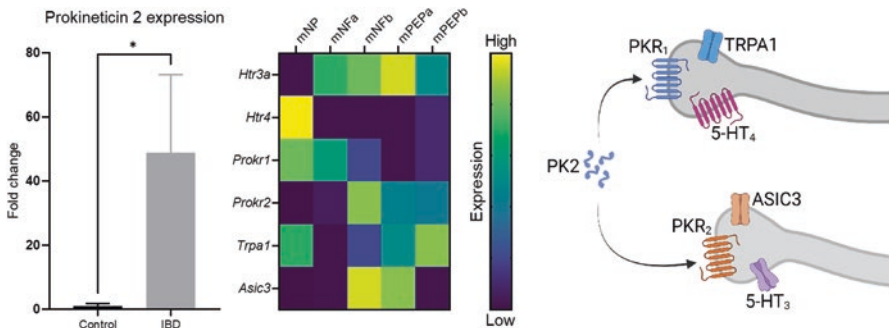 Prokineticin 2 expression
Fold change
80
60
40
20
0
Control
IBD
*
mNP
mNFa
mNFb
mPEPa
mPEPb
Htr3a
Htr4
Prokr1
Prokr2
Trpa1
Asic3
High
Expression
Low
PK2
PKR1
TRPA1
5-HT4
ASIC3
PKR2
5-HT3